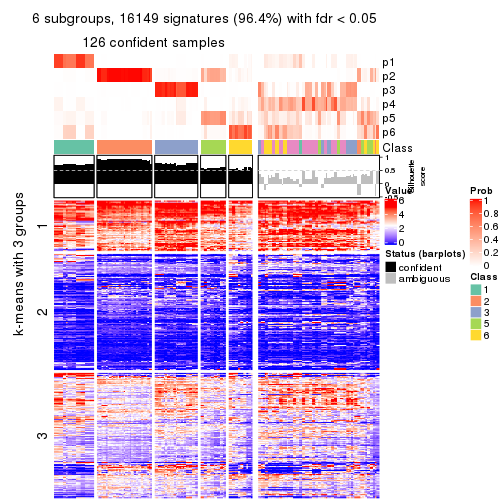 6 subgroups, 16149 signatures (96.4%) with fdr < 0.05
126 confident samples
p1
p2
p3
p4
p5
p6
Class
1
0.5
0
-0.5
Silhouette
score
k-means with 3 groups
1
2
3
Value
6
4
2
0
Status (barplots)
confident
ambiguous
Prob
1
0.8
0.6
0.4
0.2
0
Class
1
2
3
5
6